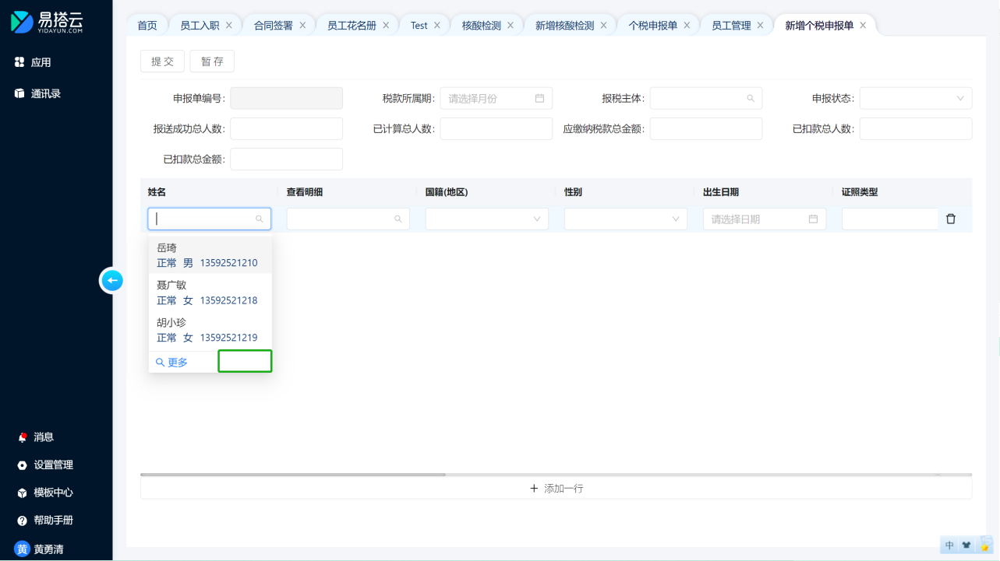 易搭云
YIDAYUN.COM
首页 员工入职 合同签署 员工花名册 Test 核酸检测 新增核酸检测 个税申报单 员工管理 新增个税申报单
应用
通讯录
提交 暂存
申报单编号: 税款所属期: 请选择月份 报税主体: 申报状态:
报送成功总人数: 已计算总人数: 应缴纳税款总金额: 已扣款总人数:
已扣款总金额:
姓名 查看明细 国籍(地区) 性别 出生日期 证照类型
请选择日期
岳琦
正常 男 13592521210
聂广敏
正常 女 13592521218
胡小珍
正常 女 13592521219
更多
添加一行
消息
设置管理
模板中心
帮助手册
黄 黄勇清
中